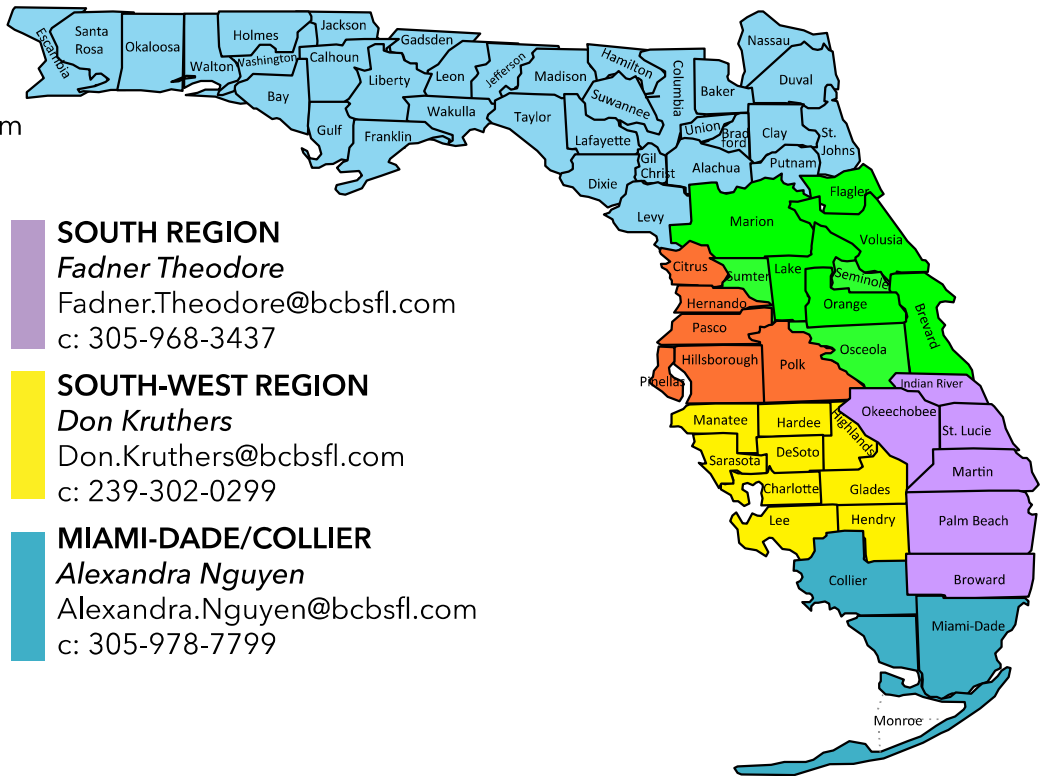 Escambia
Santa
Rosa
Okaloosa
Walton
Holmes
Washington
Jackson
Bay
Calhoun
Gulf
Liberty
Franklin
Gadsden
Leon
Wakulla
Jefferson
Madison
Taylor
Hamilton
Suwannee
Lafayette
Dixie
Columbia
Gil
Christ
Levy
Baker
Union
Brad
ford
Alachua
Nassau
Duval
Clay
St.
Johns
Putnam
m
Flagler
Marion
Volusia
Citrus
Sumter
Lake
Seminole
Hernando
Orange
Brevard
Pasco
Osceola
Pinellas
Hillsborough
Polk
Indian River
Okeechobee
St. Lucie
Manatee
Hardee
Highlands
Sarasota
DeSoto
Martin
Charlotte
Glades
Lee
Hendry
Palm Beach
Collier
Broward
Miami-Dade
Monroe
SOUTH REGION
Fadner Theodore
Fadner.Theodore@bcbsfl.com
c: 305-968-3437
SOUTH-WEST REGION
Don Kruthers
Don.Kruthers@bcbsfl.com
c: 239-302-0299
MIAMI-DADE/COLLIER
Alexandra Nguyen
Alexandra.Nguyen@bcbsfl.com
c: 305-978-7799